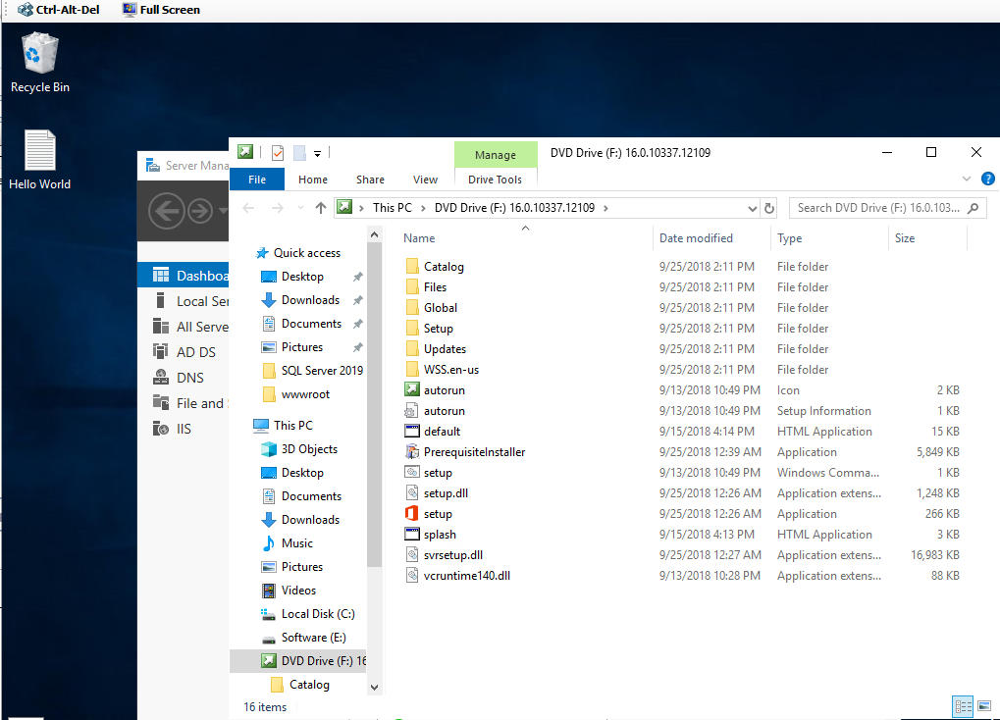 Ctrl-Alt-Del Full Screen
Recycle Bin
Hello World
Server Mana
Dashboa
Local Ser
All Serve
AD DS
DNS
File and
IIS
Manage DVD Drive (F:) 16.0.10337.12109
File Home Share View Drive Tools
This PC DVD Drive (F:) 16.0.10337.12109 Search DVD Drive (F:) 16.0.103...
Quick access
Desktop
Downloads
Documents
Pictures
SQL Server 2019
wwwroot
This PC
3D Objects
Desktop
Documents
Downloads
Music
Pictures
Videos
Local Disk (C:)
Software (E:)
DVD Drive (F:) 16
Catalog
Name Date modified Type Size
Catalog 9/25/2018 2:11 PM File folder
Files 9/25/2018 2:11 PM File folder
Global 9/25/2018 2:11 PM File folder
Setup 9/25/2018 2:11 PM File folder
Updates 9/25/2018 2:11 PM File folder
WSS.en-us 9/25/2018 2:11 PM File folder
autorun 9/13/2018 10:49 PM Icon 2 KB
autorun 9/13/2018 10:49 PM Setup Information 1 KB
default 9/15/2018 4:14 PM HTML Application 15 KB
PrerequisiteInstaller 9/25/2018 12:39 AM Application 5,849 KB
setup 9/13/2018 10:49 PM Windows Comma... 1 KB
setup.dll 9/25/2018 12:26 AM Application extens... 1,248 KB
setup 9/25/2018 12:26 AM Application 266 KB
splash 9/15/2018 4:13 PM HTML Application 3 KB
svrsetup.dll 9/25/2018 12:27 AM Application extens... 16,983 KB
vcruntime140.dll 9/13/2018 10:28 PM Application extens... 88 KB
16 items